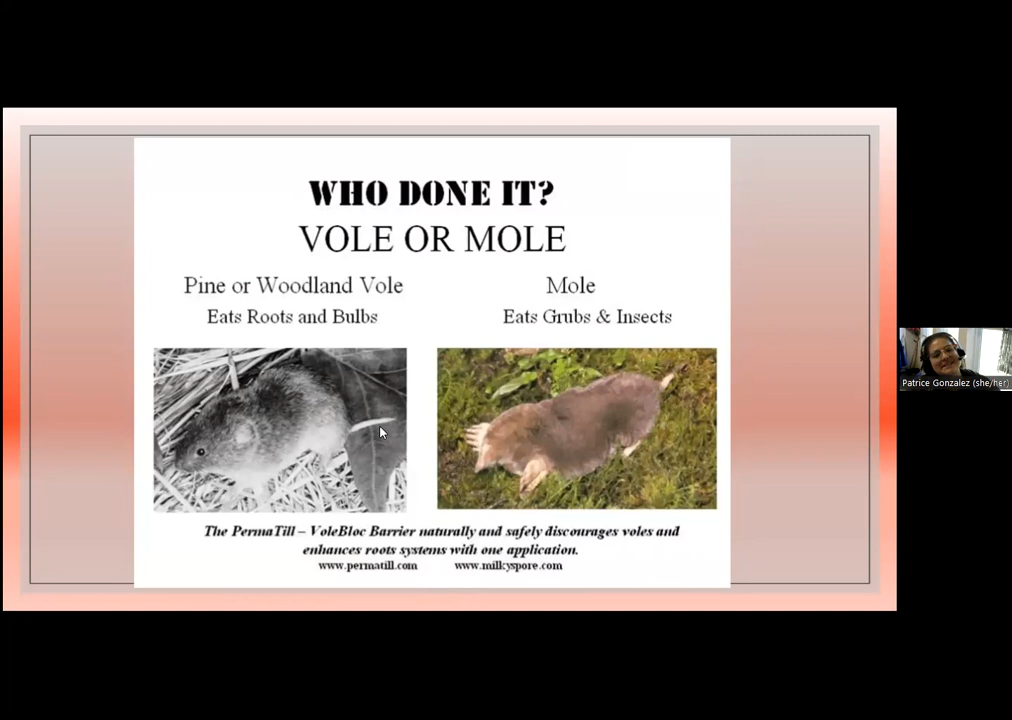 WHO DONE IT?
VOLE OR MOLE
Pine or Woodland Vole
Eats Roots and Bulbs
Mole
Eats Grubs & Insects
The PermaTill – VoleBloc Barrier naturally and safely discourages voles and
enhances roots systems with one application.
www.permatill.com www.milkyspore.com
Patrice Gonzalez (she/her)